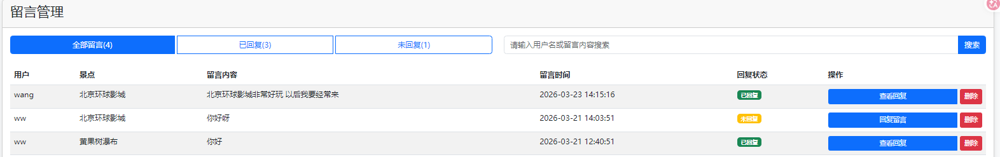 留言管理
全部留言(4) 已回复(3) 未回复(1) 请输入用户名或留言内容搜索 搜索
用户 景点 留言内容 留言时间 回复状态 操作
wang 北京环球影城 北京环球影城非常好玩 以后我要经常来 2026-03-23 14:15:16 已回复 查看回复 删除
ww 北京环球影城 你好呀 2026-03-21 14:03:51 未回复 回复留言 删除
ww 黄果树瀑布 你好 2026-03-21 12:40:51 已回复 查看回复 删除